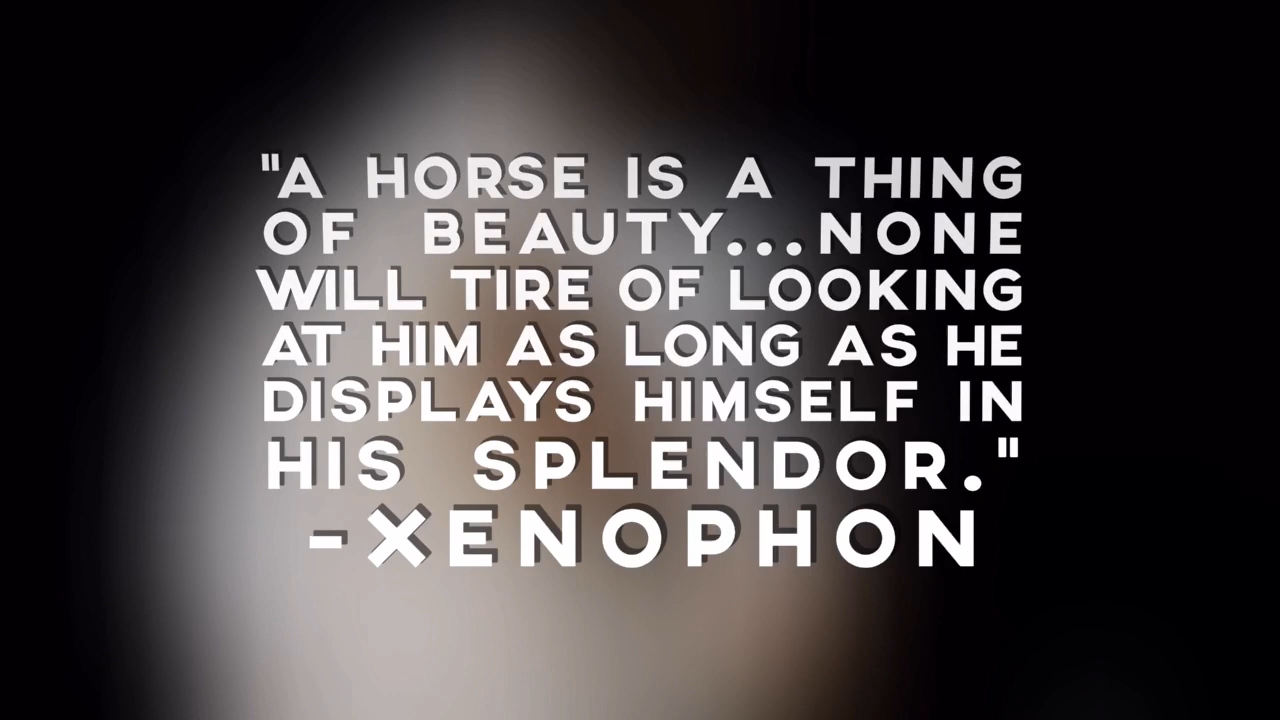 "A HORSE IS A THING
OF BEAUTY...NONE
WILL TIRE OF LOOKING
AT HIM AS LONG AS HE
DISPLAYS HIMSELF IN
HIS SPLENDOR."
-XENOPHON